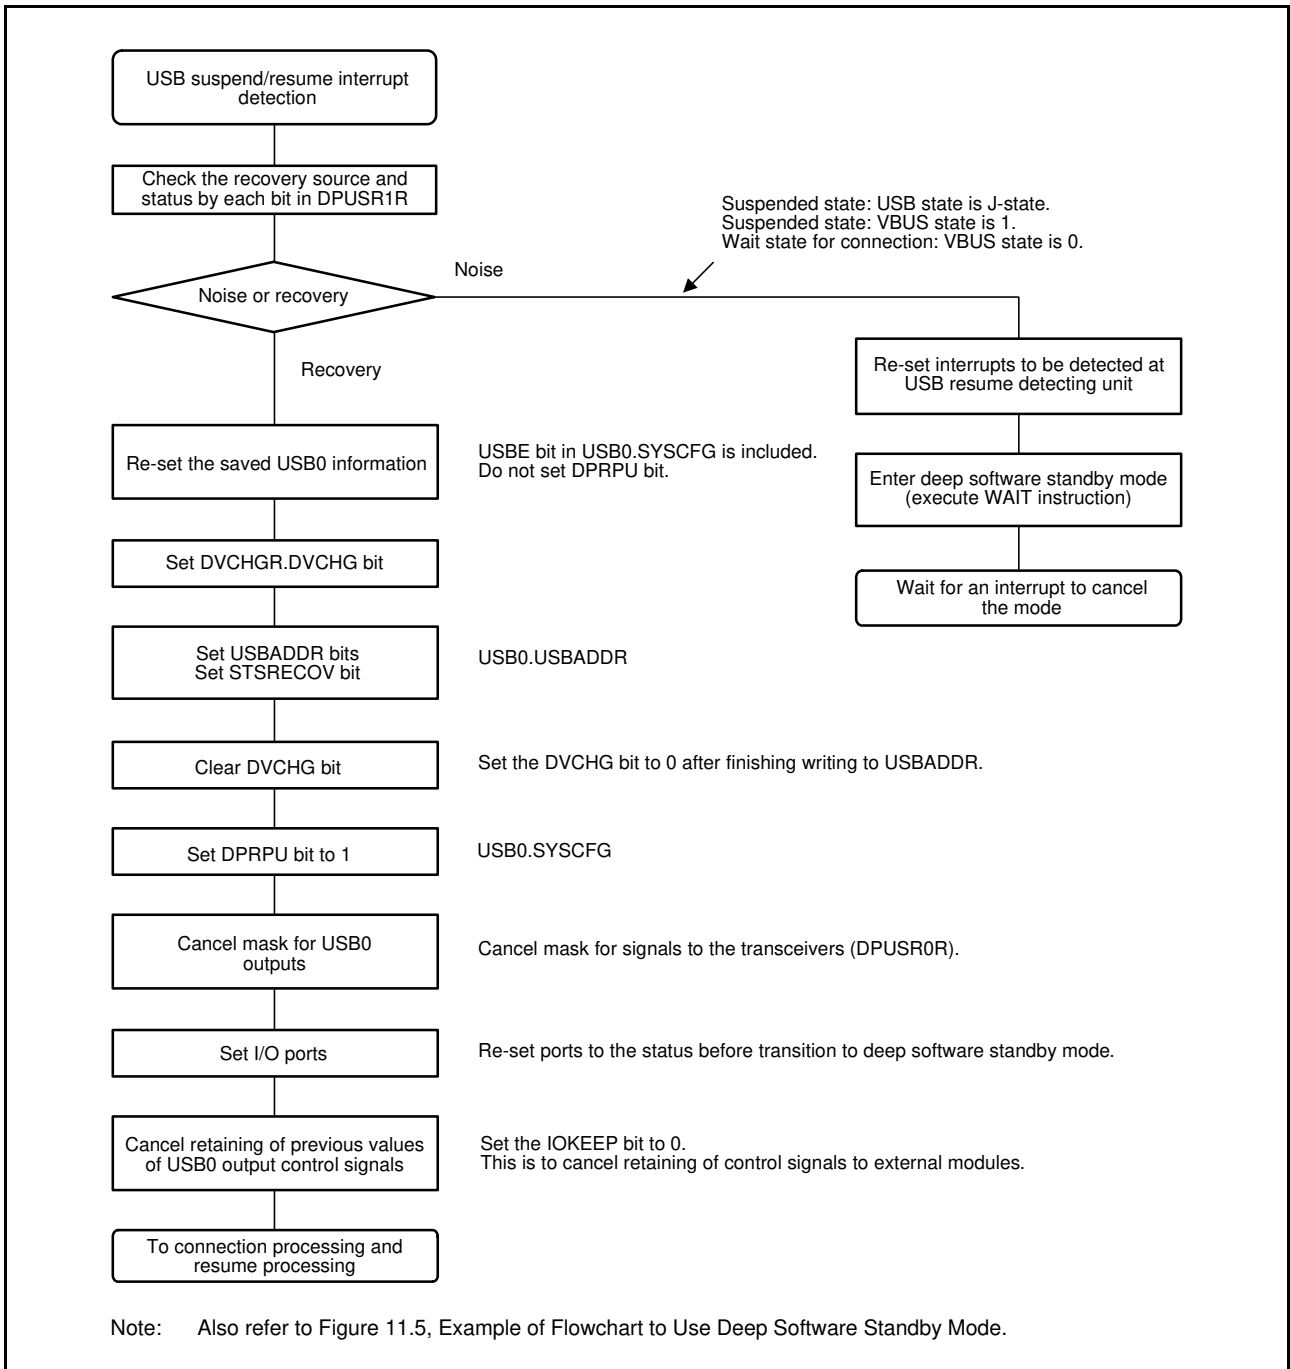 USB suspend/resume interrupt
detection
Check the recovery source and
status by each bit in DPUSR1R
Suspended state: USB state is J-state.
Suspended state: VBUS state is 1.
Wait state for connection: VBUS state is 0.
Noise
Noise or recovery
Recovery
Re-set interrupts to be detected at
USB resume detecting unit
Re-set the saved USB0 information
USBE bit in USB0.SYSCFG is included.
Do not set DPRPU bit.
Enter deep software standby mode
(execute WAIT instruction)
Set DVCHGR.DVCHG bit
Wait for an interrupt to cancel
the mode
Set USBADDR bits
Set STSRECOV bit
USB0.USBADDR
Clear DVCHG bit
Set the DVCHG bit to 0 after finishing writing to USBADDR.
Set DPRPU bit to 1
USB0.SYSCFG
Cancel mask for USB0
outputs
Cancel mask for signals to the transceivers (DPUSR0R).
Set I/O ports
Re-set ports to the status before transition to deep software standby mode.
Cancel retaining of previous values
of USB0 output control signals
Set the IOKEEP bit to 0.
This is to cancel retaining of control signals to external modules.
To connection processing and
resume processing
Note: Also refer to Figure 11.5, Example of Flowchart to Use Deep Software Standby Mode.